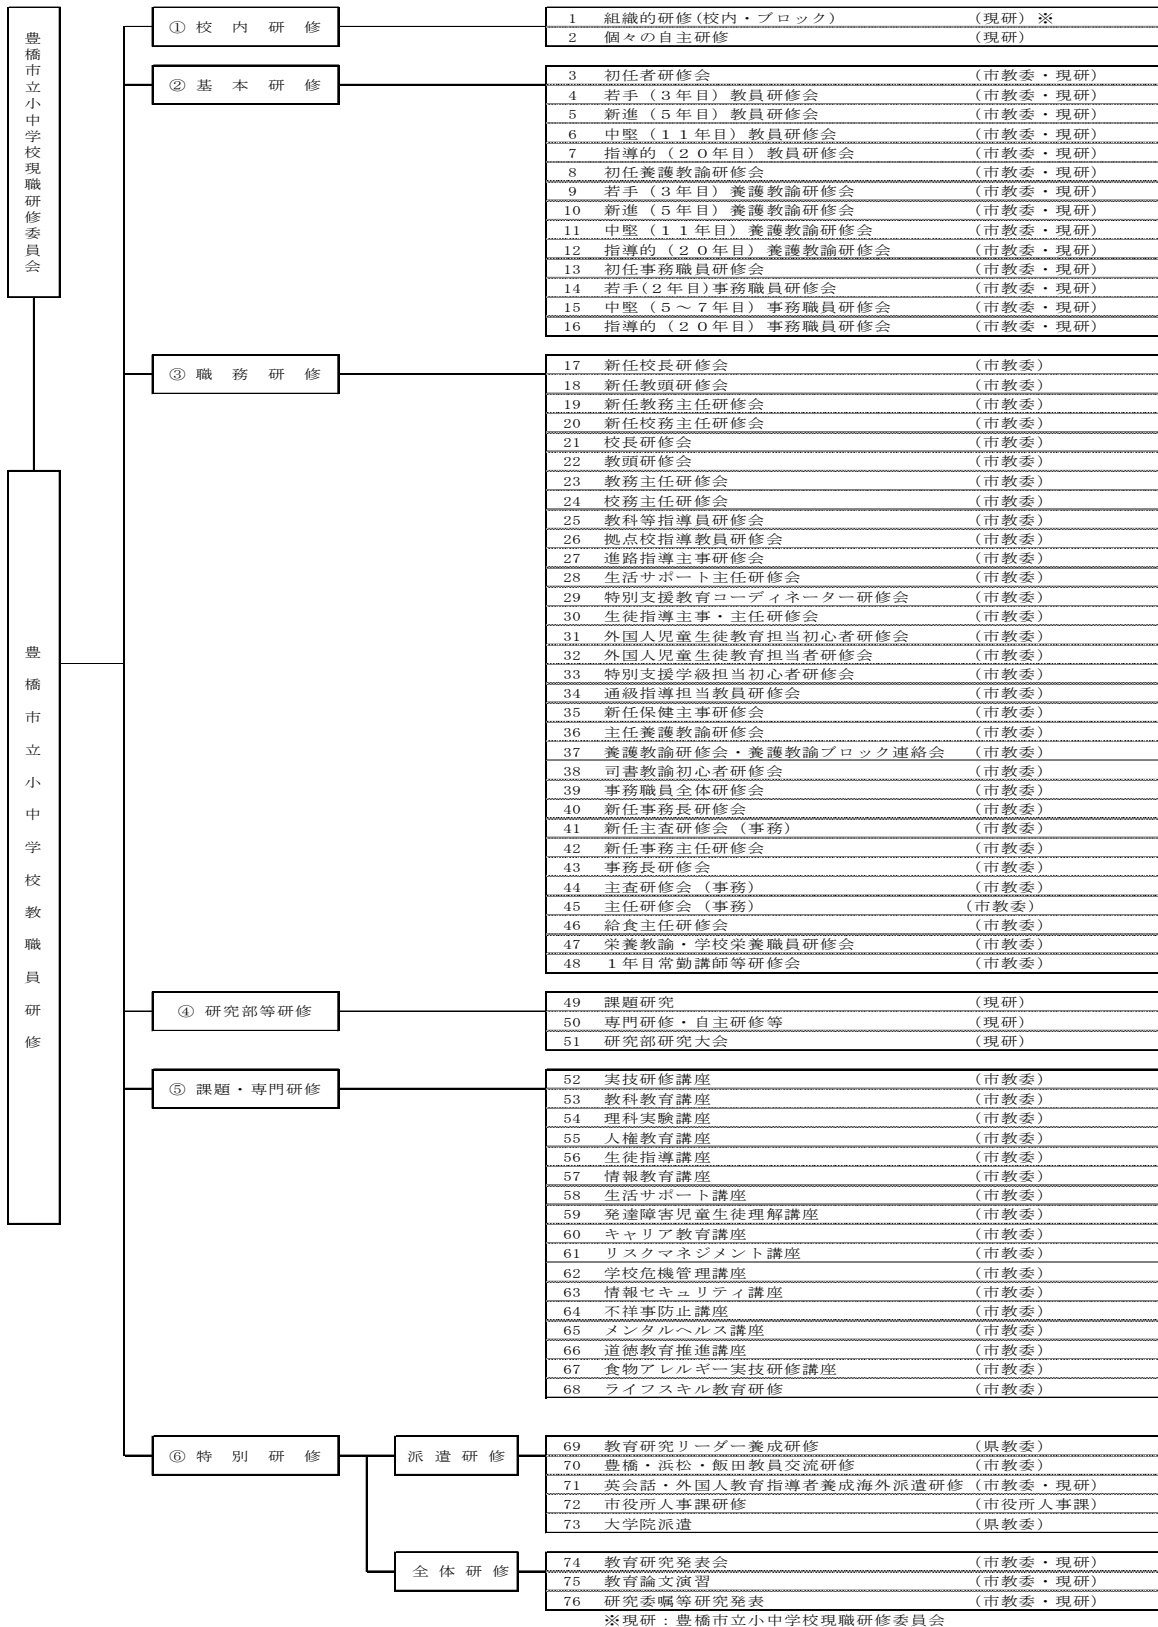 豊橋市立小中学校現職研修委員会
豊橋市立小中学校教職員研修
① 校内研修
1 組織的研修(校内・ブロック) (現研) ※
2 個々の自主研修 (現研)
② 基本研修
3 初任者研修会 (市教委・現研)
4 若手(3年目)教員研修会 (市教委・現研)
5 新進(5年目)教員研修会 (市教委・現研)
6 中堅(11年目)教員研修会 (市教委・現研)
7 指導的(20年目)教員研修会 (市教委・現研)
8 初任養護教諭研修会 (市教委・現研)
9 若手(3年目)養護教諭研修会 (市教委・現研)
10 新進(5年目)養護教諭研修会 (市教委・現研)
11 中堅(11年目)養護教諭研修会 (市教委・現研)
12 指導的(20年目)養護教諭研修会 (市教委・現研)
13 初任事務職員研修会 (市教委・現研)
14 若手(2年目)事務職員研修会 (市教委・現研)
15 中堅(5~7年目)事務職員研修会 (市教委・現研)
16 指導的(20年目)事務職員研修会 (市教委・現研)
③ 職務研修
17 新任校長研修会 (市教委)
18 新任教頭研修会 (市教委)
19 新任教務主任研修会 (市教委)
20 新任校務主任研修会 (市教委)
21 校長研修会 (市教委)
22 教頭研修会 (市教委)
23 教務主任研修会 (市教委)
24 校務主任研修会 (市教委)
25 教科等指導員研修会 (市教委)
26 拠点校指導教員研修会 (市教委)
27 進路指導主事研修会 (市教委)
28 生活サポート主任研修会 (市教委)
29 特別支援教育コーディネーター研修会 (市教委)
30 生徒指導主事・主任研修会 (市教委)
31 外国人児童生徒教育担当初心者研修会 (市教委)
32 外国人児童生徒教育担当者研修会 (市教委)
33 特別支援学級担当初心者研修会 (市教委)
34 通級指導担当教員研修会 (市教委)
35 新任保健主事研修会 (市教委)
36 主任養護教諭研修会 (市教委)
37 養護教諭研修会・養護教諭ブロック連絡会 (市教委)
38 司書教諭初心者研修会 (市教委)
39 事務職員全体研修会 (市教委)
40 新任事務長研修会 (市教委)
41 新任主査研修会(事務) (市教委)
42 新任事務主任研修会 (市教委)
43 事務長研修会 (市教委)
44 主査研修会(事務) (市教委)
45 主任研修会(事務) (市教委)
46 給食主任研修会 (市教委)
47 栄養教諭・学校栄養職員研修会 (市教委)
48 1年目常勤講師等研修会 (市教委)
④ 研究部等研修
49 課題研究 (現研)
50 専門研修・自主研修等 (現研)
51 研究部研究大会 (現研)
⑤ 課題・専門研修
52 実技研修講座 (市教委)
53 教科教育講座 (市教委)
54 理科実験講座 (市教委)
55 人権教育講座 (市教委)
56 生徒指導講座 (市教委)
57 情報教育講座 (市教委)
58 生活サポート講座 (市教委)
59 発達障害児童生徒理解講座 (市教委)
60 キャリア教育講座 (市教委)
61 リスクマネジメント講座 (市教委)
62 学校危機管理講座 (市教委)
63 情報セキュリティ講座 (市教委)
64 不祥事防止講座 (市教委)
65 メンタルヘルス講座 (市教委)
66 道徳教育推進講座 (市教委)
67 食物アレルギー実技研修講座 (市教委)
68 ライフスキル教育研修 (市教委)
⑥ 特別研修
派遣研修
69 教育研究リーダー養成研修 (県教委)
70 豊橋・浜松・飯田教員交流研修 (市教委)
71 英会話・外国人教育指導者養成海外派遣研修 (市教委・現研)
72 市役所人事課研修 (市役所人事課)
73 大学院派遣 (県教委)
全体研修
74 教育研究発表会 (市教委・現研)
75 教育論文演習 (市教委・現研)
76 研究委嘱等研究発表 (市教委・現研)
※現研:豊橋市立小中学校現職研修委員会